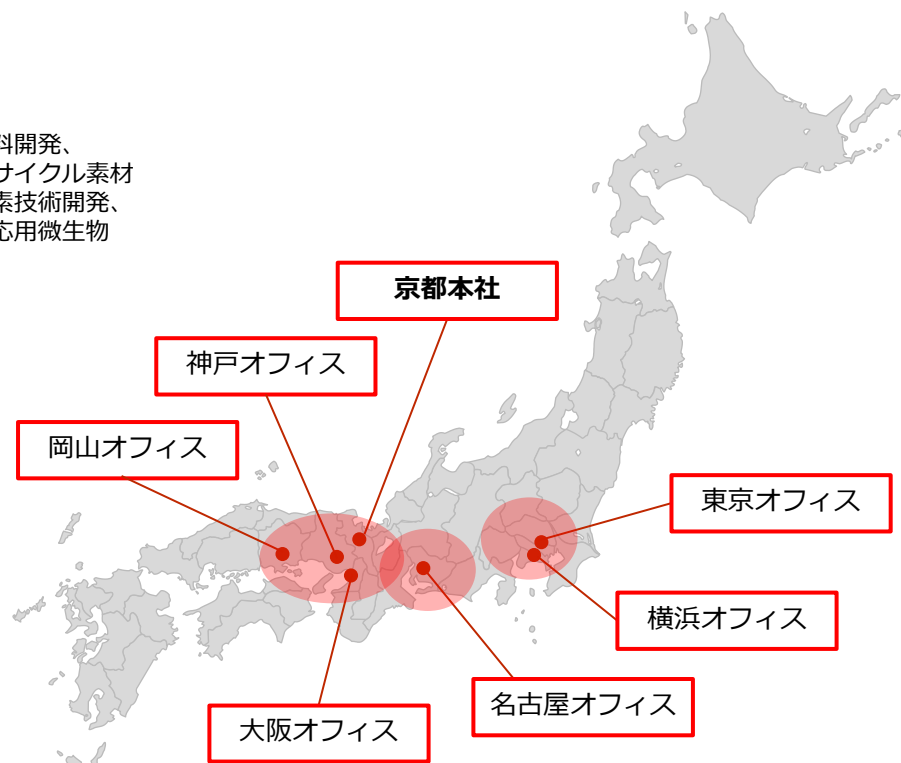 料開発、
サイクル素材
素技術開発、
応用微生物
京都本社
神戸オフィス
岡山オフィス
東京オフィス
横浜オフィス
名古屋オフィス
大阪オフィス